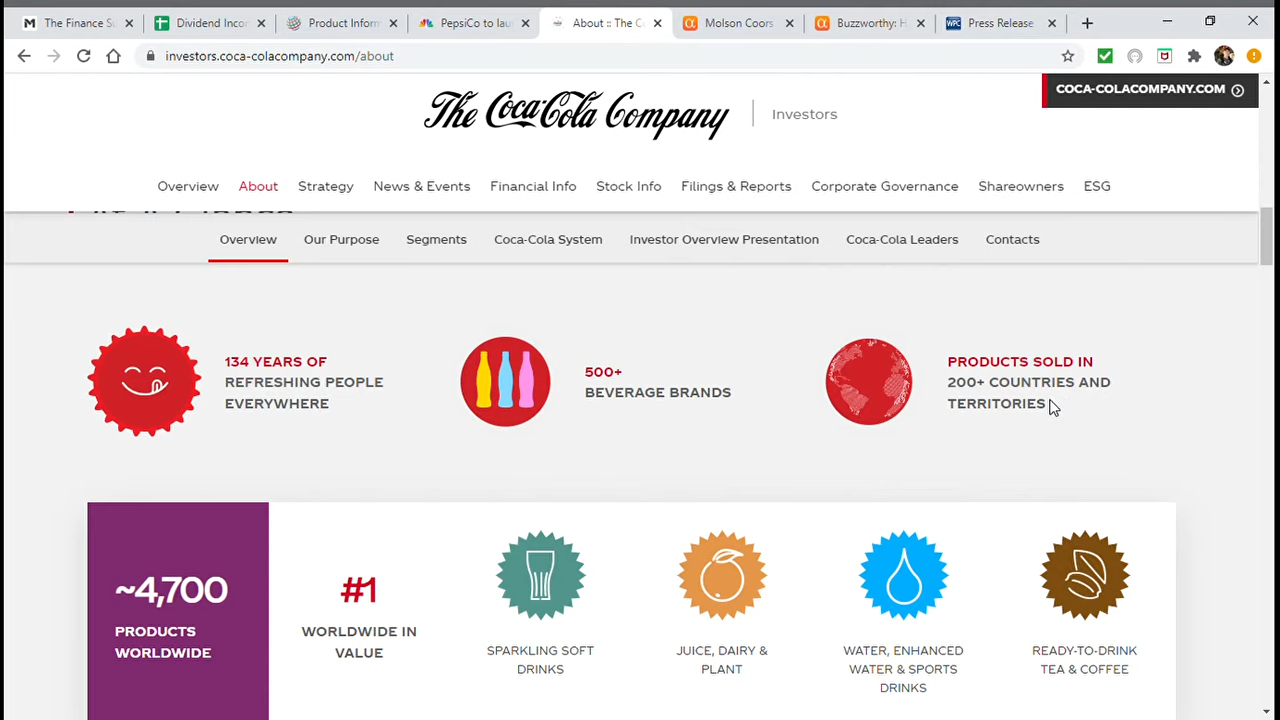 The Finance Su
Dividend Incor
Product Inform
PepsiCo to lau
About :: The C
Molson Coors
Buzzworthy: H
WPC Press Release
investors.coca-colacompany.com/about
COCA-COLACOMPANY.COM
The Coca-Cola Company
Investors
Overview About Strategy News & Events Financial Info Stock Info Filings & Reports Corporate Governance Shareowners ESG
Overview Our Purpose Segments Coca-Cola System Investor Overview Presentation Coca-Cola Leaders Contacts
134 YEARS OF
REFRESHING PEOPLE
EVERYWHERE
500+
BEVERAGE BRANDS
PRODUCTS SOLD IN
200+ COUNTRIES AND
TERRITORIES
~4,700
PRODUCTS
WORLDWIDE
#1
WORLDWIDE IN
VALUE
SPARKLING SOFT
DRINKS
JUICE, DAIRY &
PLANT
WATER, ENHANCED
WATER & SPORTS
DRINKS
READY-TO-DRINK
TEA & COFFEE